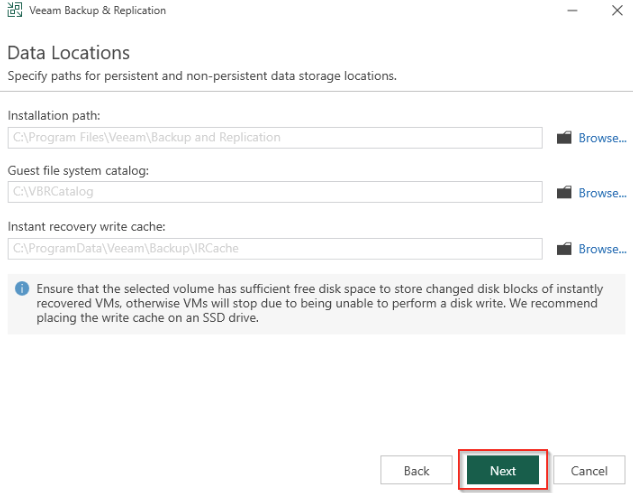 Veeam Backup & Replication
Data Locations
Specify paths for persistent and non-persistent data storage locations.
Installation path:
C:\Program Files\Veeam\Backup and Replication
Browse...
Guest file system catalog:
C:\VBRCatalog
Browse...
Instant recovery write cache:
C:\ProgramData\Veeam\Backup\IRCache
Browse...
Ensure that the selected volume has sufficient free disk space to store changed disk blocks of instantly
recovered VMs, otherwise VMs will stop due to being unable to perform a disk write. We recommend
placing the write cache on an SSD drive.
Back
Next
Cancel